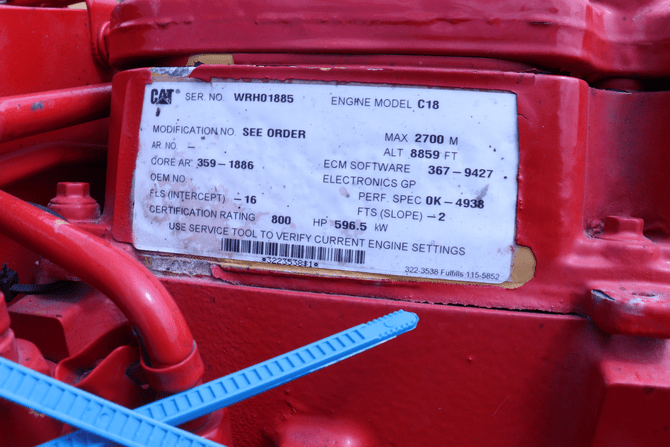 CAT SER. NO. WRH01885 ENGINE MODEL C18
MODIFICATION NO. SEE ORDER MAX 2700 M
AR NO. – ALT 8859 FT
CORE AR 359-1886 ECM SOFTWARE 367-9427
OEM NO. ELECTRONICS GP
FLS (INTERCEPT) -16 PERF. SPEC 0K-4938
CERTIFICATION RATING 800 HP 596.5 kW FTS (SLOPE) -2
USE SERVICE TOOL TO VERIFY CURRENT ENGINE SETTINGS
322-3538 Fulfills 115-5852